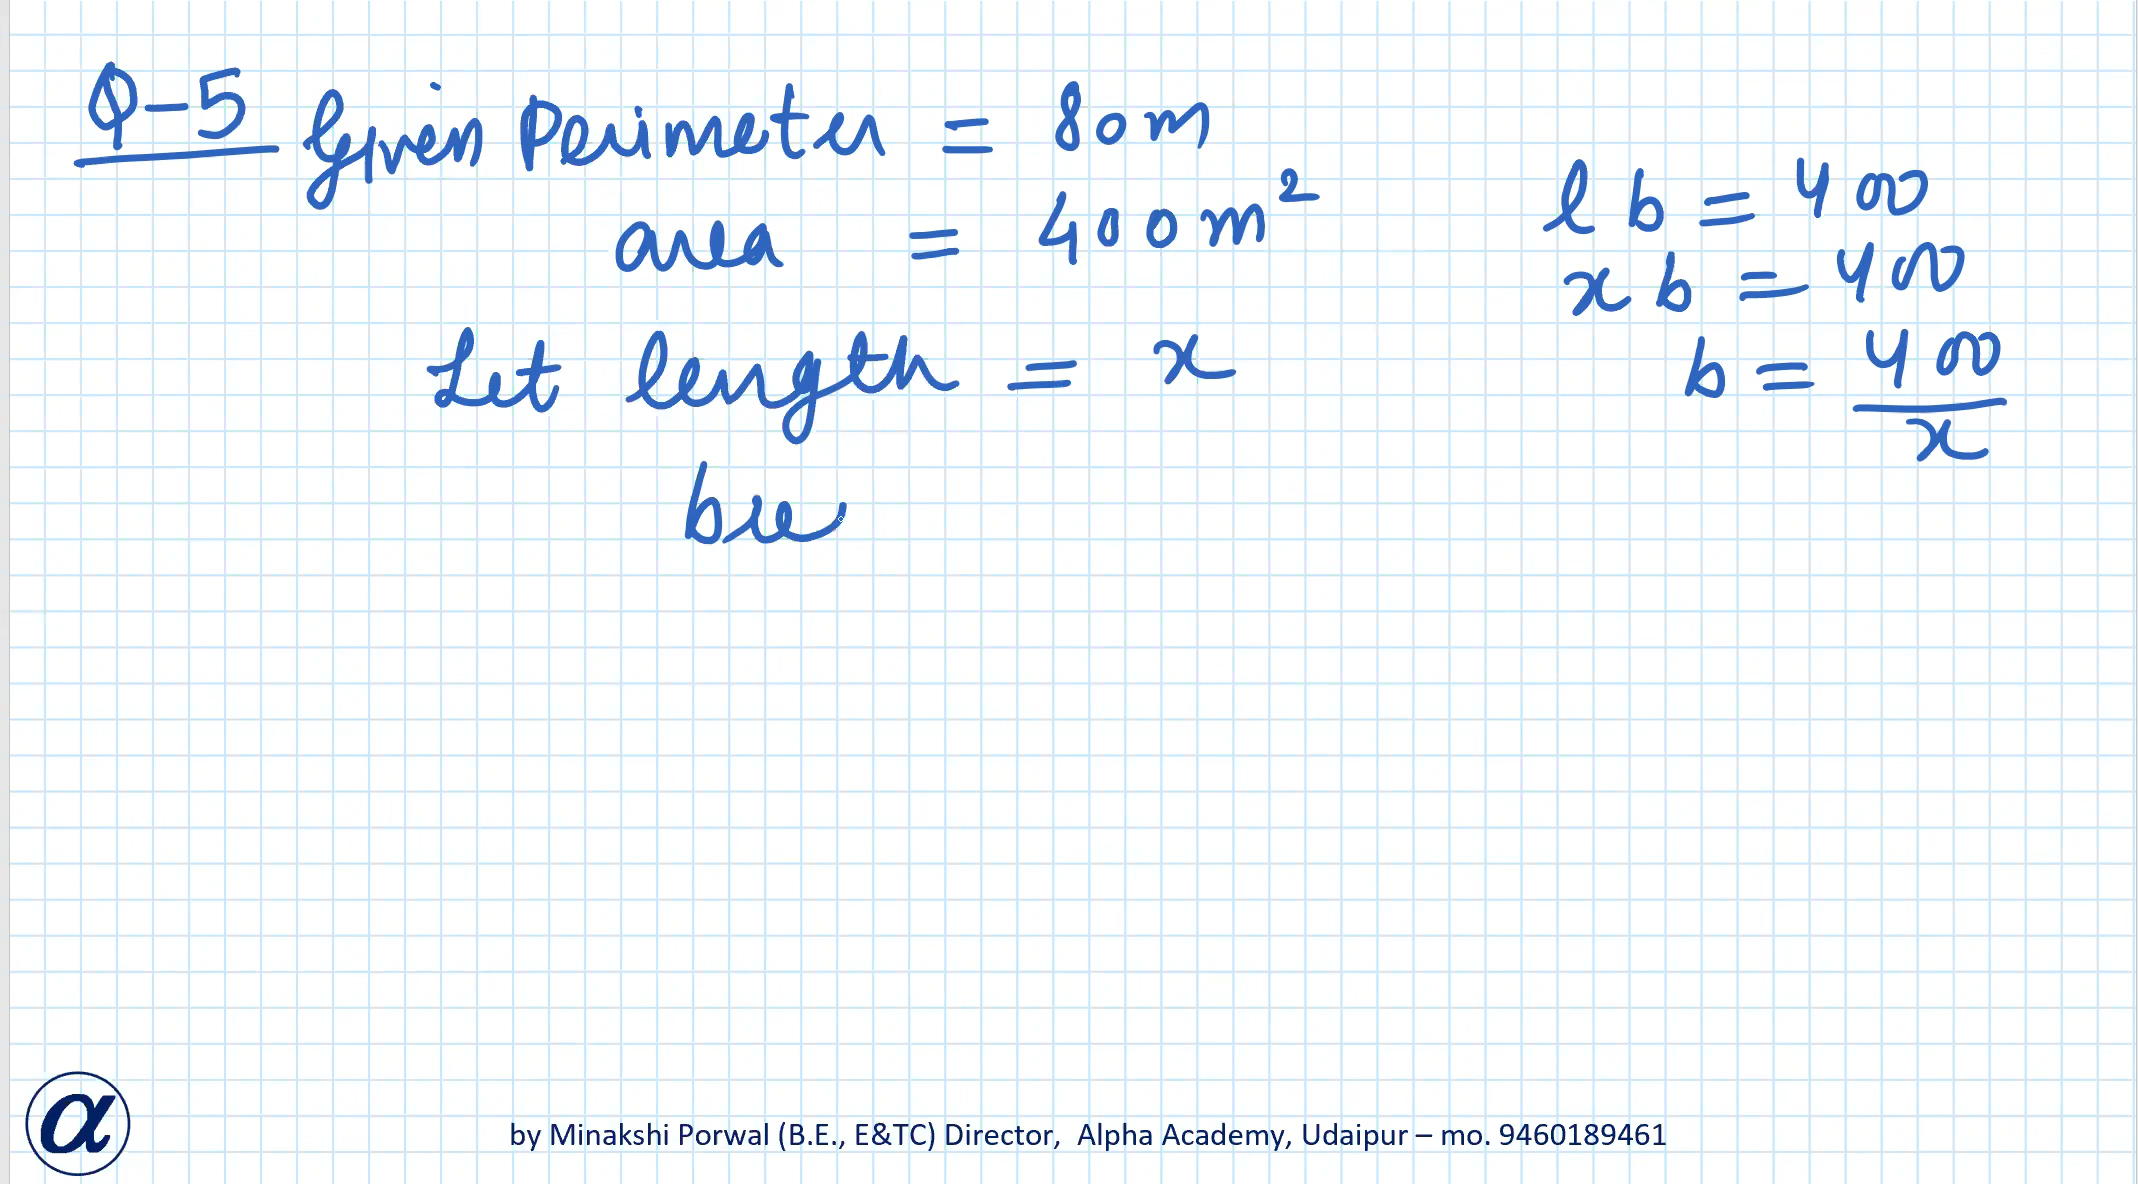 Q-5 Given Perimeter = 80m
area = 400m²
Let length = x
bre
lb = 400
xb = 400
b = 400/x
α
by Minakshi Porwal (B.E., E&TC) Director, Alpha Academy, Udaipur – mo. 9460189461